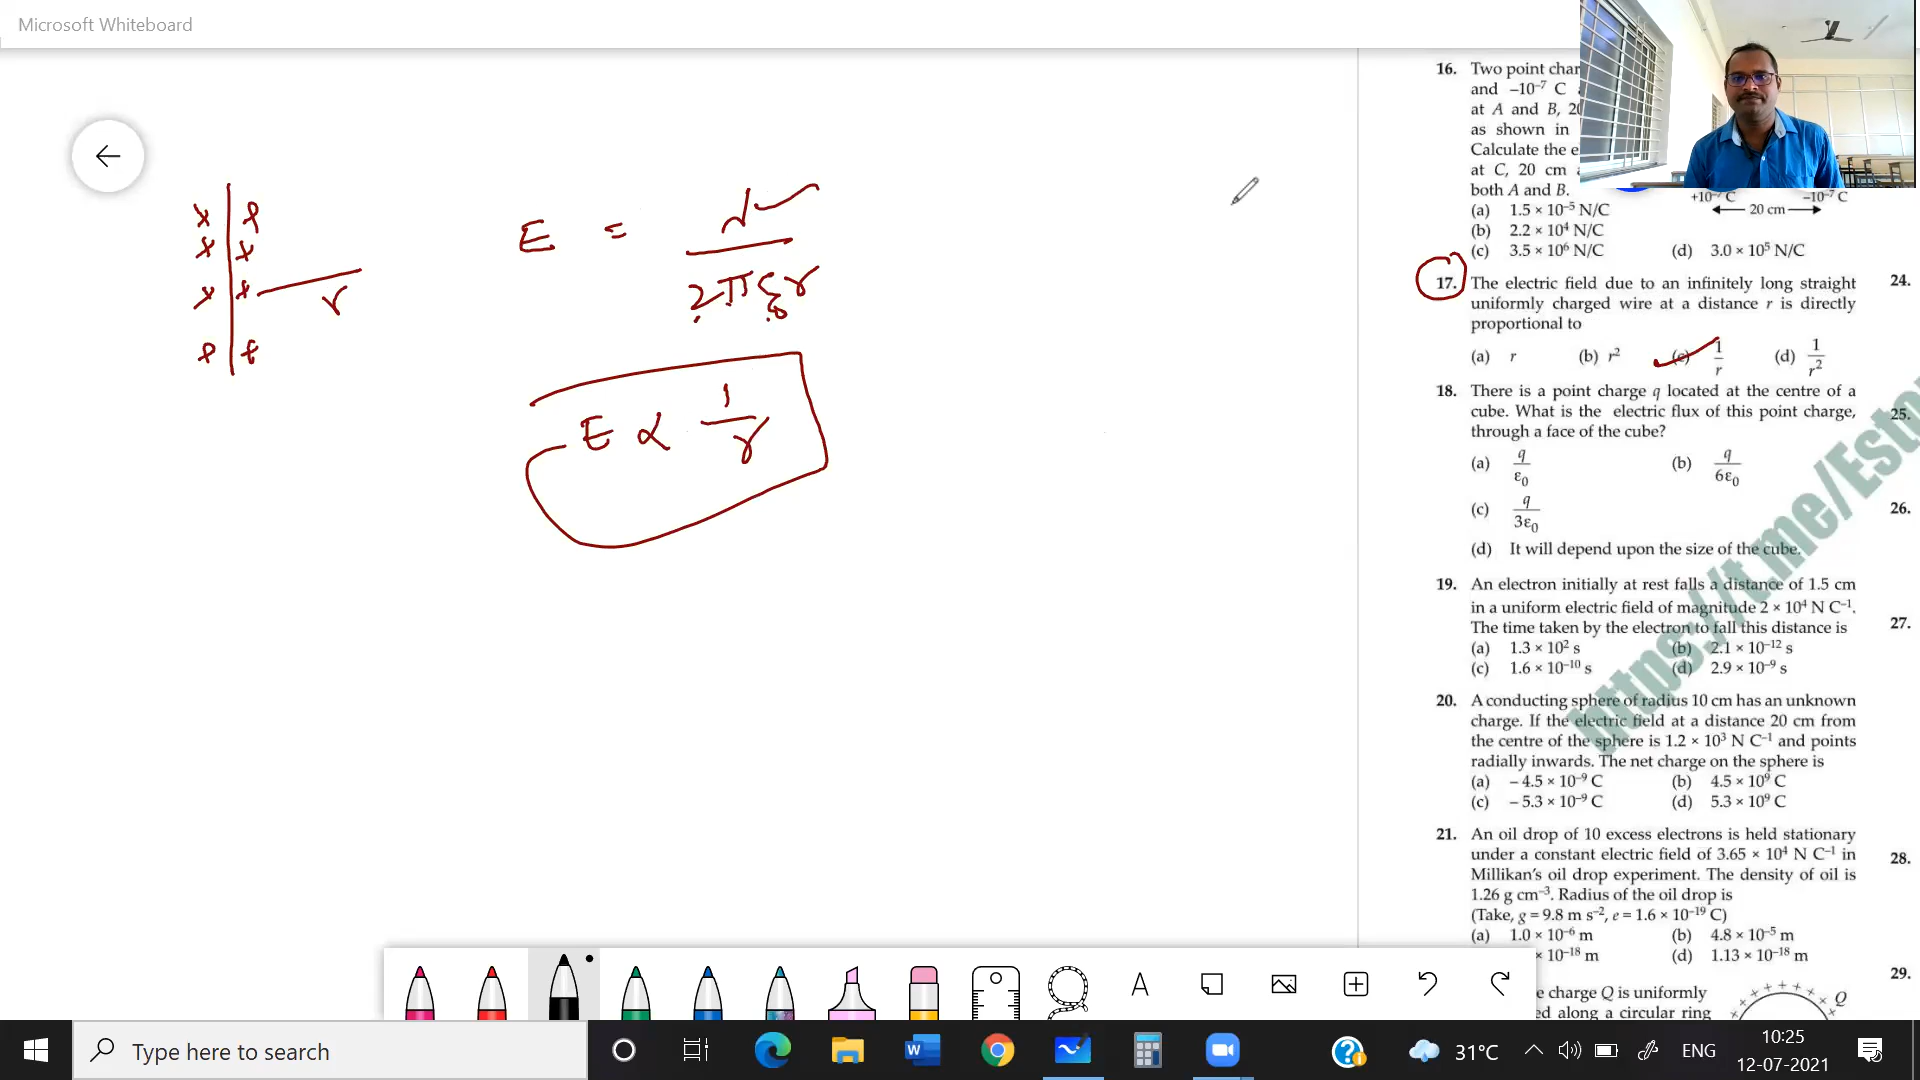 Microsoft Whiteboard
r
E = λ
2πε₀r
E ∝ 1/r
16. Two point char
and –10⁻⁷ C
at A and B, 20
as shown in
Calculate the e
at C, 20 cm
both A and B.
+10⁻⁷ C –10⁻⁷ C
20 cm
(a) 1.5 × 10⁻⁵ N/C
(b) 2.2 × 10⁴ N/C
(c) 3.5 × 10⁶ N/C (d) 3.0 × 10⁵ N/C
17. The electric field due to an infinitely long straight
uniformly charged wire at a distance r is directly
proportional to
(a) r (b) r² (c) 1/r (d) 1/r²
18. There is a point charge q located at the centre of a
cube. What is the electric flux of this point charge,
through a face of the cube?
(a) q/ε₀ (b) q/6ε₀
(c) q/3ε₀
(d) It will depend upon the size of the cube.
19. An electron initially at rest falls a distance of 1.5 cm
in a uniform electric field of magnitude 2 × 10⁴ N C⁻¹.
The time taken by the electron to fall this distance is
(a) 1.3 × 10² s (b) 2.1 × 10⁻¹² s
(c) 1.6 × 10⁻¹⁰ s (d) 2.9 × 10⁻⁹ s
20. A conducting sphere of radius 10 cm has an unknown
charge. If the electric field at a distance 20 cm from
the centre of the sphere is 1.2 × 10³ N C⁻¹ and points
radially inwards. The net charge on the sphere is
(a) – 4.5 × 10⁻⁹ C (b) 4.5 × 10⁹ C
(c) – 5.3 × 10⁻⁹ C (d) 5.3 × 10⁹ C
21. An oil drop of 10 excess electrons is held stationary
under a constant electric field of 3.65 × 10⁴ N C⁻¹ in
Millikan's oil drop experiment. The density of oil is
1.26 g cm⁻³. Radius of the oil drop is
(Take, g = 9.8 m s⁻², e = 1.6 × 10⁻¹⁹ C)
(a) 1.0 × 10⁻⁶ m (b) 4.8 × 10⁻⁵ m
× 10⁻¹⁸ m (d) 1.13 × 10⁻¹⁸ m
e charge Q is uniformly
ed along a circular ring
Q
24.
25.
26.
27.
28.
29.
https://t.me/Esto
Type here to search
31°C
ENG
10:25
12-07-2021